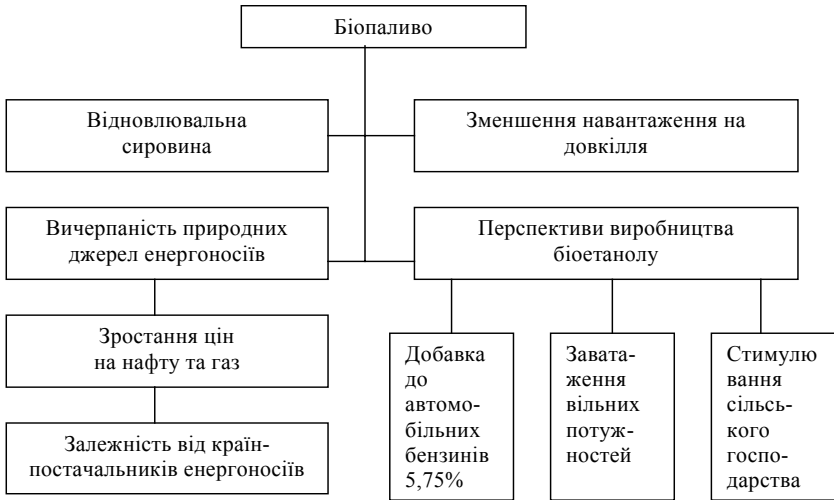 Біопаливо
Відновлювальна
сировина
Зменшення навантаження на
довкілля
Вичерпаність природних
джерел енергоносіїв
Перспективи виробництва
біоетанолу
Зростання цін
на нафту та газ
Залежність від країн-
постачальників енергоносіїв
Добавка
до
автомо-
більних
бензинів
5,75%
Завата-
ження
вільних
потуж-
ностей
Стимулю
вання
сільсь-
кого
госпо-
дарства